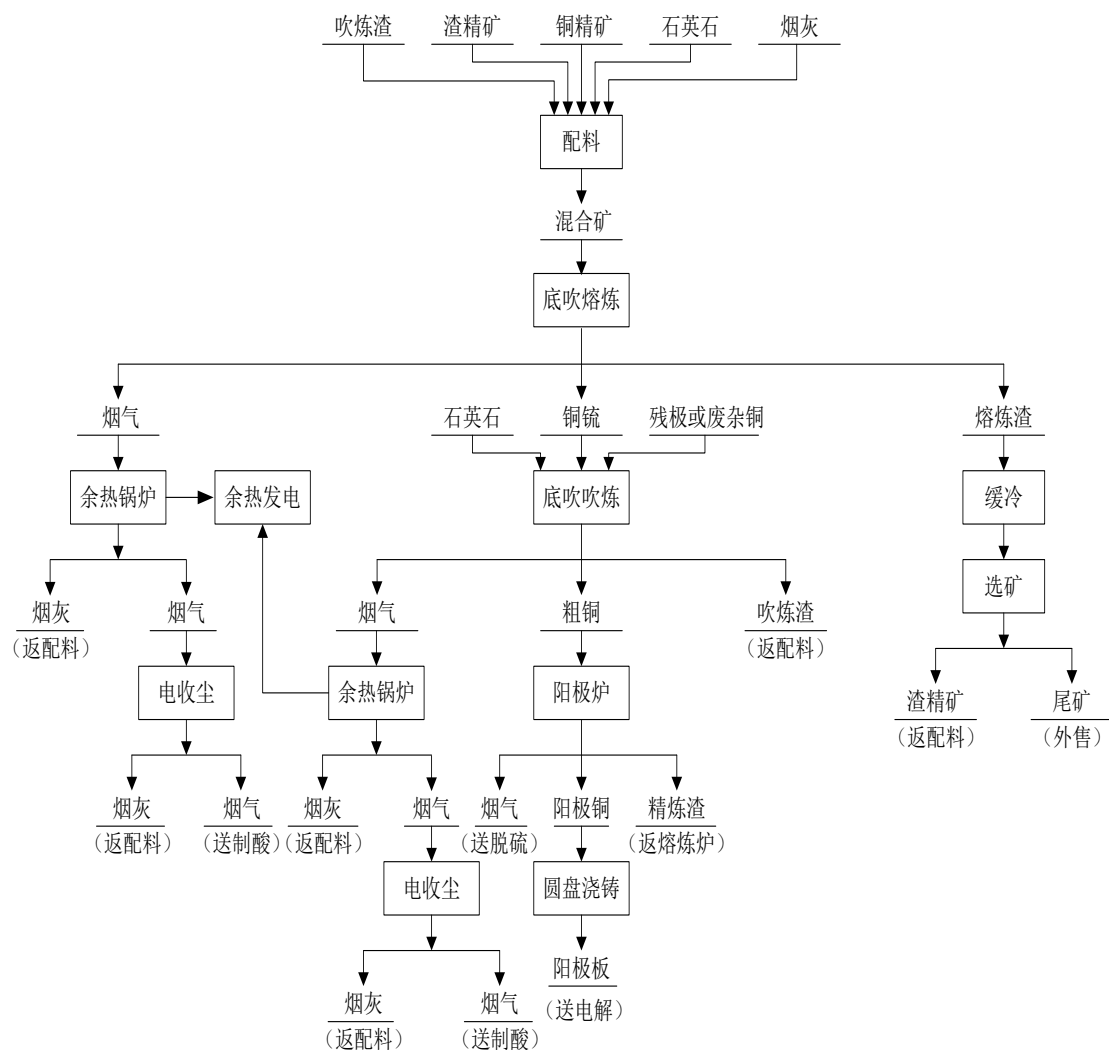 吹炼渣
渣精矿
铜精矿
石英石
烟灰
配料
混合矿
底吹熔炼
烟气
石英石
铜锍
残极或废杂铜
熔炼渣
余热锅炉
余热发电
底吹吹炼
缓冷
选矿
烟灰
（返配料）
烟气
烟气
粗铜
吹炼渣
（返配料）
电收尘
余热锅炉
阳极炉
渣精矿
（返配料）
尾矿
（外售）
烟灰
（返配料）
烟气
（送制酸）
烟灰
（返配料）
烟气
烟气
（送脱硫）
阳极铜
精炼渣
（返熔炼炉）
电收尘
圆盘浇铸
烟灰
（返配料）
烟气
（送制酸）
阳极板
（送电解）